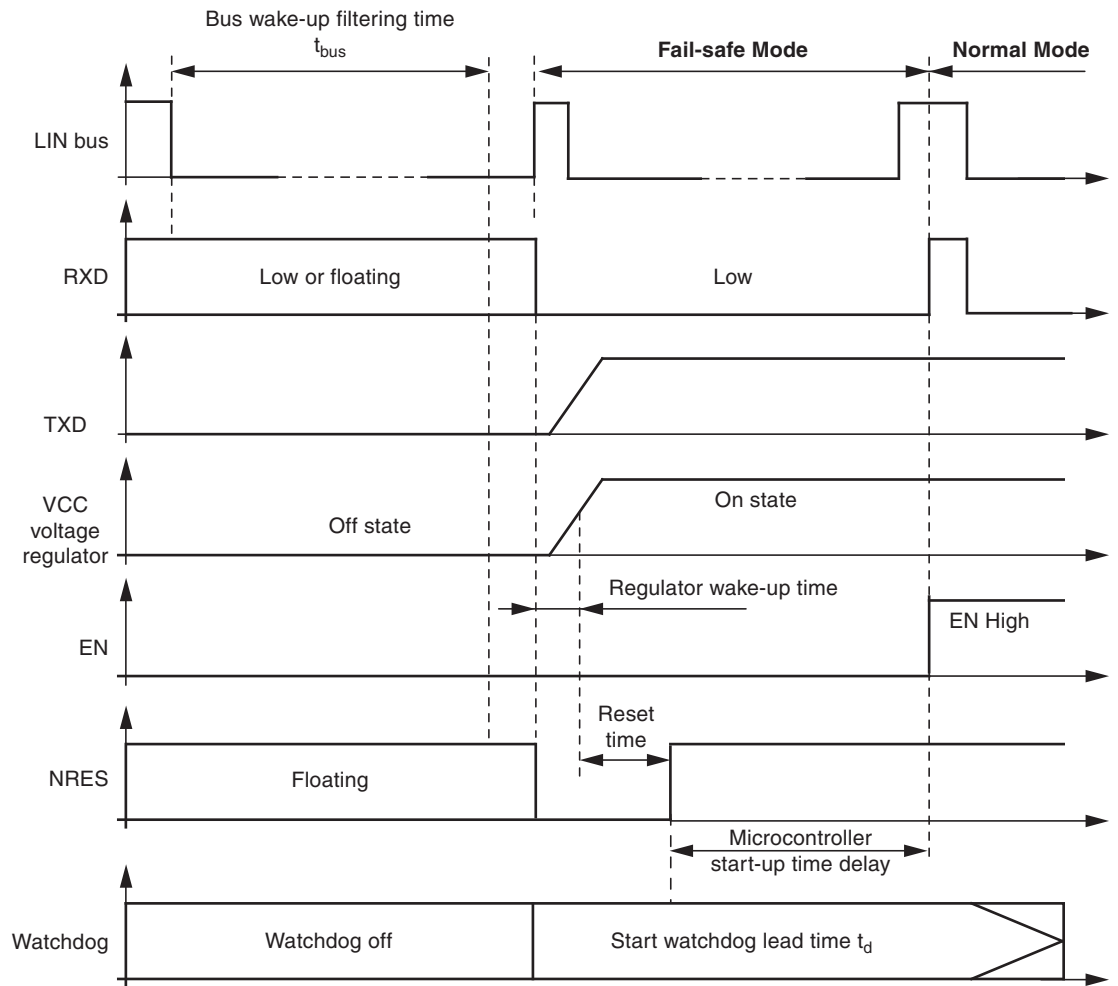 Bus wake-up filtering time
t_bus
Fail-safe Mode
Normal Mode
LIN bus
RXD
Low or floating
Low
TXD
VCC
voltage
regulator
Off state
On state
Regulator wake-up time
EN
EN High
Reset
time
NRES
Floating
Microcontroller
start-up time delay
Watchdog
Watchdog off
Start watchdog lead time t_d